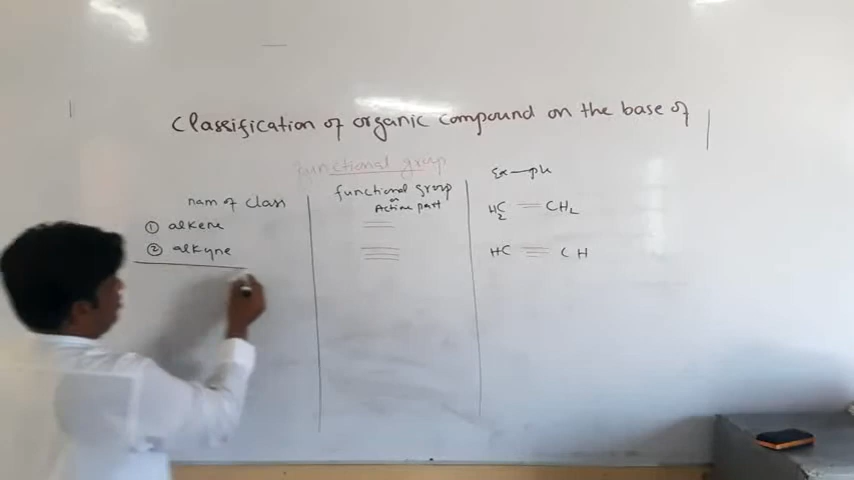 Classification of organic compound on the base of
functional group
nam of class functional group Ex-ple
or
Active part
① alkene = H2C = CH2
② alkyne ≡ HC ≡ CH